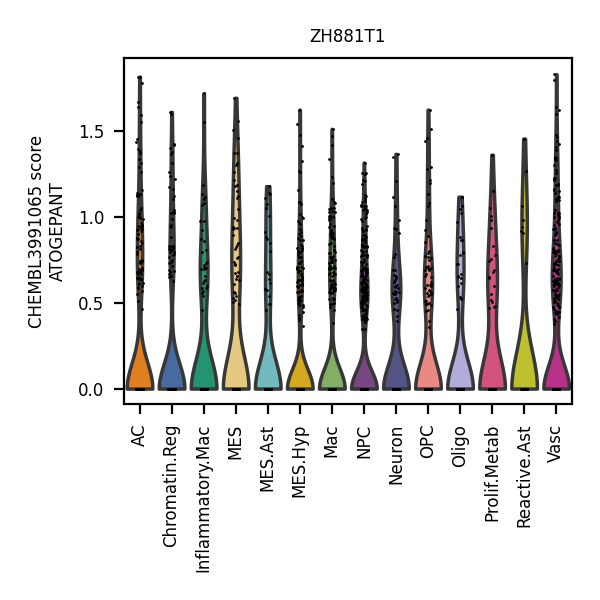 ZH881T1
CHEMBL3991065 score
ATOGEPANT
1.5
1.0
0.5
0.0
AC
Chromatin.Reg
Inflammatory.Mac
MES
MES.Ast
MES.Hyp
Mac
NPC
Neuron
OPC
Oligo
Prolif.Metab
Reactive.Ast
Vasc